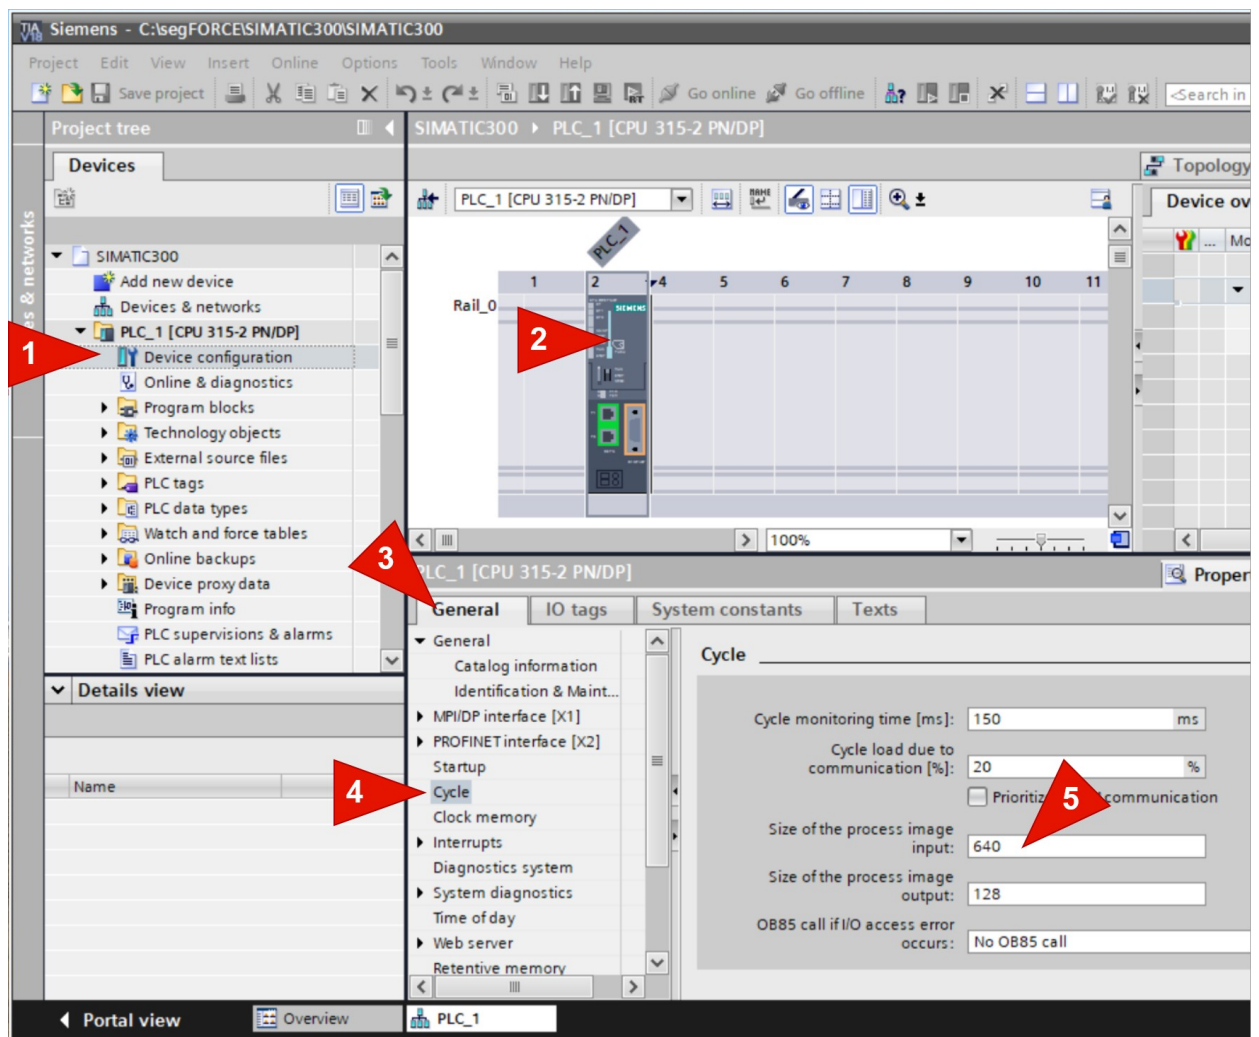 TIA V18 Siemens - C:\segFORCE\SIMATIC300\SIMATIC300
Project Edit View Insert Online Options Tools Window Help
Save project Go online Go offline <Search in
Project tree
SIMATIC300 PLC_1 [CPU 315-2 PN/DP]
Devices
Topology
PLC_1 [CPU 315-2 PN/DP]
Device ov
... Mo
PLC_1
1 2 4 5 6 7 8 9 10 11
Rail_0
SIEMENS
SIMATIC300
Add new device
Devices & networks
PLC_1 [CPU 315-2 PN/DP]
Device configuration
Online & diagnostics
Program blocks
Technology objects
External source files
PLC tags
PLC data types
Watch and force tables
Online backups
Device proxy data
Program info
PLC supervisions & alarms
PLC alarm text lists
es & networks
1
2
3
4
5
100%
PLC_1 [CPU 315-2 PN/DP]
Proper
General IO tags System constants Texts
General
Catalog information
Identification & Maint...
MPI/DP interface [X1]
PROFINET interface [X2]
Startup
Cycle
Clock memory
Interrupts
Diagnostics system
System diagnostics
Time of day
Web server
Retentive memory
Cycle
Cycle monitoring time [ms]: 150 ms
Cycle load due to
communication [%]: 20 %
Prioritiz communication
Size of the process image
input: 640
Size of the process image
output: 128
OB85 call if I/O access error
occurs: No OB85 call
Details view
Name
Portal view Overview PLC_1